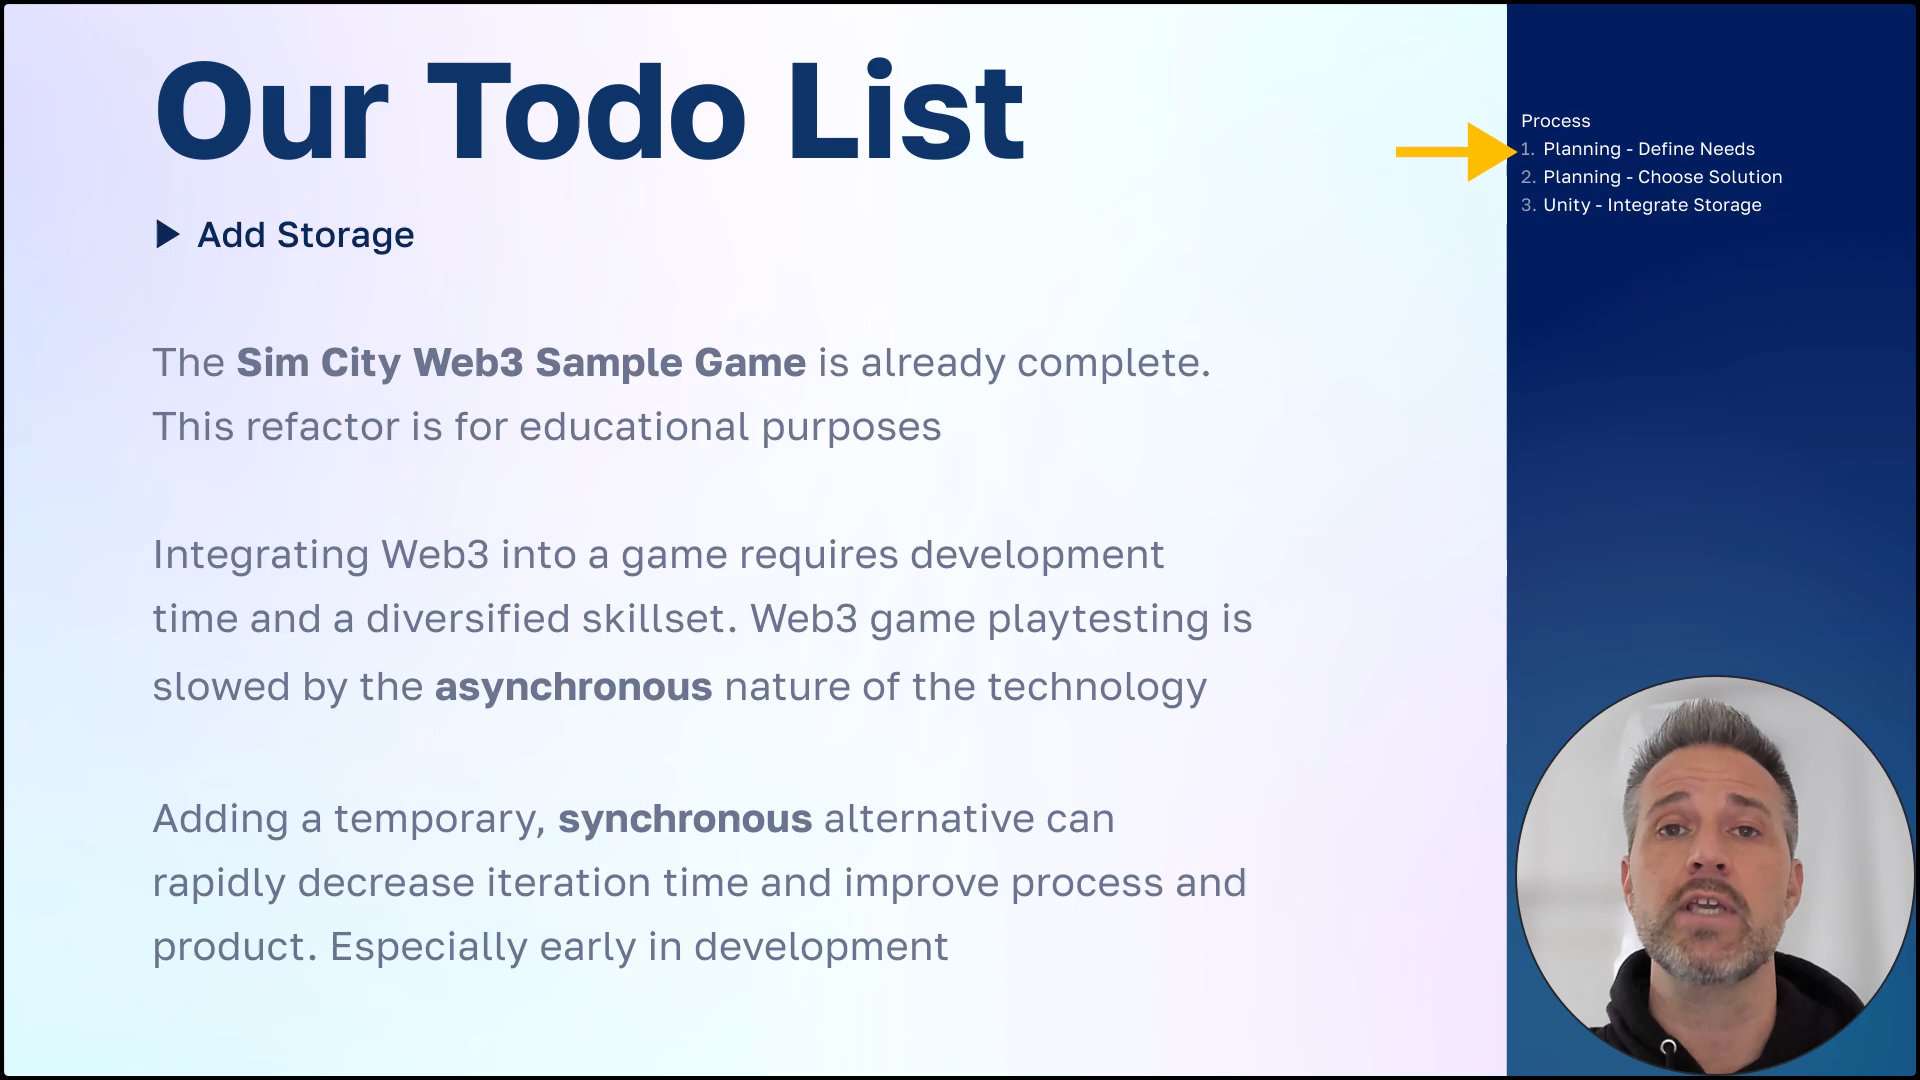 Our Todo List
Add Storage
The Sim City Web3 Sample Game is already complete.
This refactor is for educational purposes
Integrating Web3 into a game requires development
time and a diversified skillset. Web3 game playtesting is
slowed by the asynchronous nature of the technology
Adding a temporary, synchronous alternative can
rapidly decrease iteration time and improve process and
product. Especially early in development
Process
1. Planning - Define Needs
2. Planning - Choose Solution
3. Unity - Integrate Storage